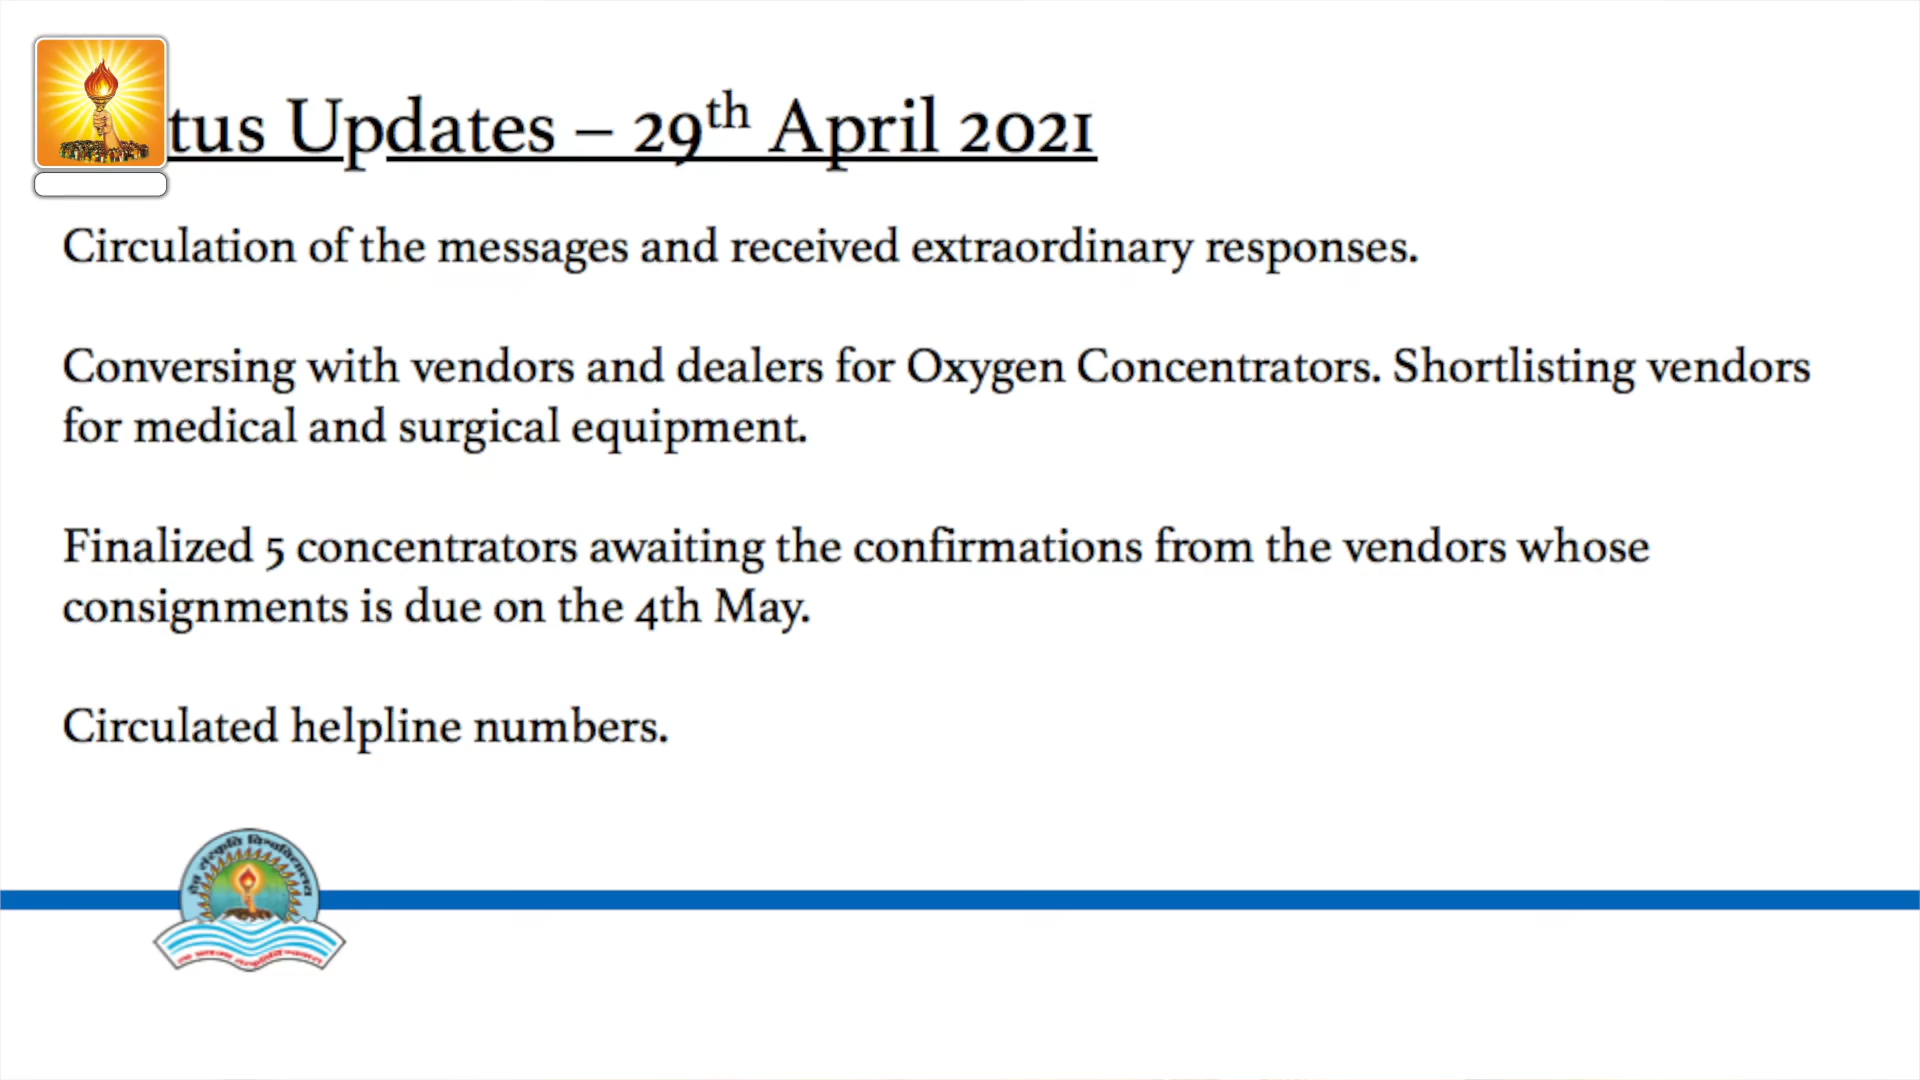 tus Updates – 29th April 2021
Circulation of the messages and received extraordinary responses.
Conversing with vendors and dealers for Oxygen Concentrators. Shortlisting vendors
for medical and surgical equipment.
Finalized 5 concentrators awaiting the confirmations from the vendors whose
consignments is due on the 4th May.
Circulated helpline numbers.
देव संस्कृति विश्वविद्यालय